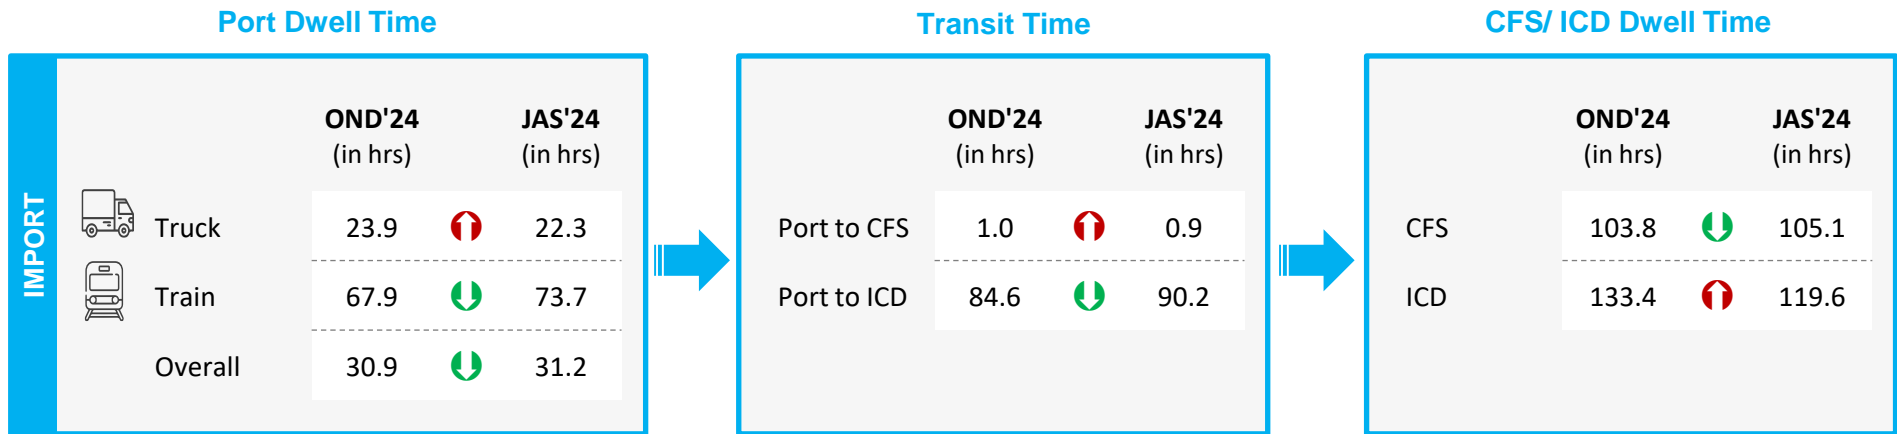 Port Dwell Time
Transit Time
CFS/ ICD Dwell Time
IMPORT
OND'24 JAS'24
(in hrs) (in hrs)
Truck 23.9 22.3
Train 67.9 73.7
Overall 30.9 31.2
OND'24 JAS'24
(in hrs) (in hrs)
Port to CFS 1.0 0.9
Port to ICD 84.6 90.2
OND'24 JAS'24
(in hrs) (in hrs)
CFS 103.8 105.1
ICD 133.4 119.6